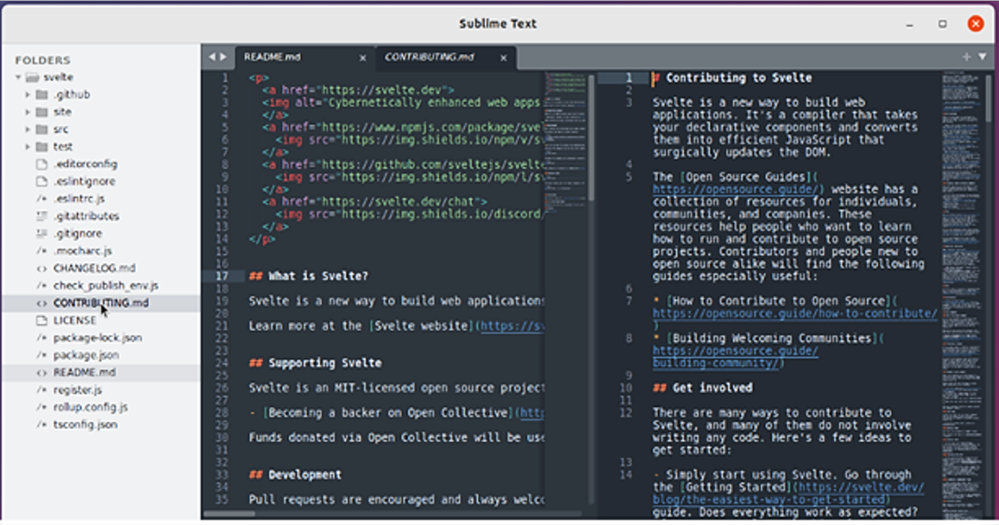 Sublime Text
FOLDERS
svelte
.github
site
src
test
.editorconfig
.eslintignore
.eslintrc.js
.gitattributes
.gitignore
.mocharc.js
CHANGELOG.md
check_publish_env.js
CONTRIBUTING.md
LICENSE
package-lock.json
package.json
README.md
register.js
rollup.config.js
tsconfig.json
README.md
1 <p>
2 <a href="https://svelte.dev">
3 <img alt="Cybernetically enhanced web apps
4 </a>
5 <a href="https://www.npmjs.com/package/svel
6 <img src="https://img.shields.io/npm/v/s
7 </a>
8 <a href="https://github.com/sveltejs/svelte
9 <img src="https://img.shields.io/npm/l/s
10 </a>
11 <a href="https://svelte.dev/chat">
12 <img src="https://img.shields.io/discord/
13 </a>
14 </p>
15
16
17 ## What is Svelte?
18
19 Svelte is a new way to build web applications
20
21 Learn more at the [Svelte website](https://sv
22
23
24 ## Supporting Svelte
25
26 Svelte is an MIT-licensed open source project
27
28 - [Becoming a backer on Open Collective](http
29
30 Funds donated via Open Collective will be use
31
32
33 ## Development
34
35 Pull requests are encouraged and always welco
CONTRIBUTING.md
1 # Contributing to Svelte
2
3 Svelte is a new way to build web
applications. It's a compiler that takes
your declarative components and converts
them into efficient JavaScript that
surgically updates the DOM.
4
5 The [Open Source Guides](
https://opensource.guide/) website has a
collection of resources for individuals,
communities, and companies. These
resources help people who want to learn
how to run and contribute to open source
projects. Contributors and people new to
open source alike will find the following
guides especially useful:
6
7 * [How to Contribute to Open Source](
https://opensource.guide/how-to-contribute/
)
8 * [Building Welcoming Communities](
https://opensource.guide/
building-community/)
9
10 ## Get involved
11
12 There are many ways to contribute to
Svelte, and many of them do not involve
writing any code. Here's a few ideas to
get started:
13
14 - Simply start using Svelte. Go through
the [Getting Started](https://svelte.dev/
blog/the-easiest-way-to-get-started)
guide. Does everything work as expected?